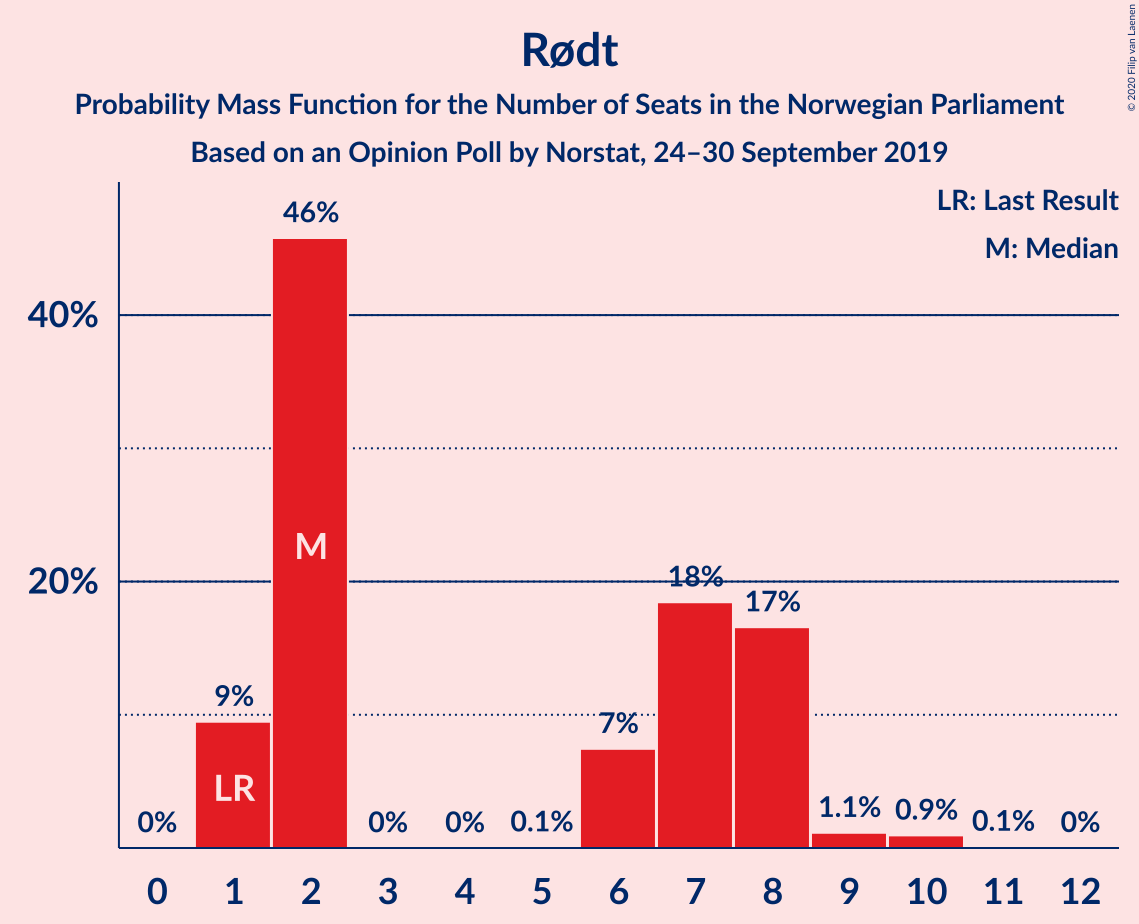 Rødt
Probability Mass Function for the Number of Seats in the Norwegian Parliament
Based on an Opinion Poll by Norstat, 24–30 September 2019
© 2020 Filip van Laenen
LR: Last Result
M: Median
46%
40%
M
20%
18%
17%
9%
7%
LR
0%
0%
0%
0.1%
1.1%
0.9%
0.1%
0%
0 1 2 3 4 5 6 7 8 9 10 11 12